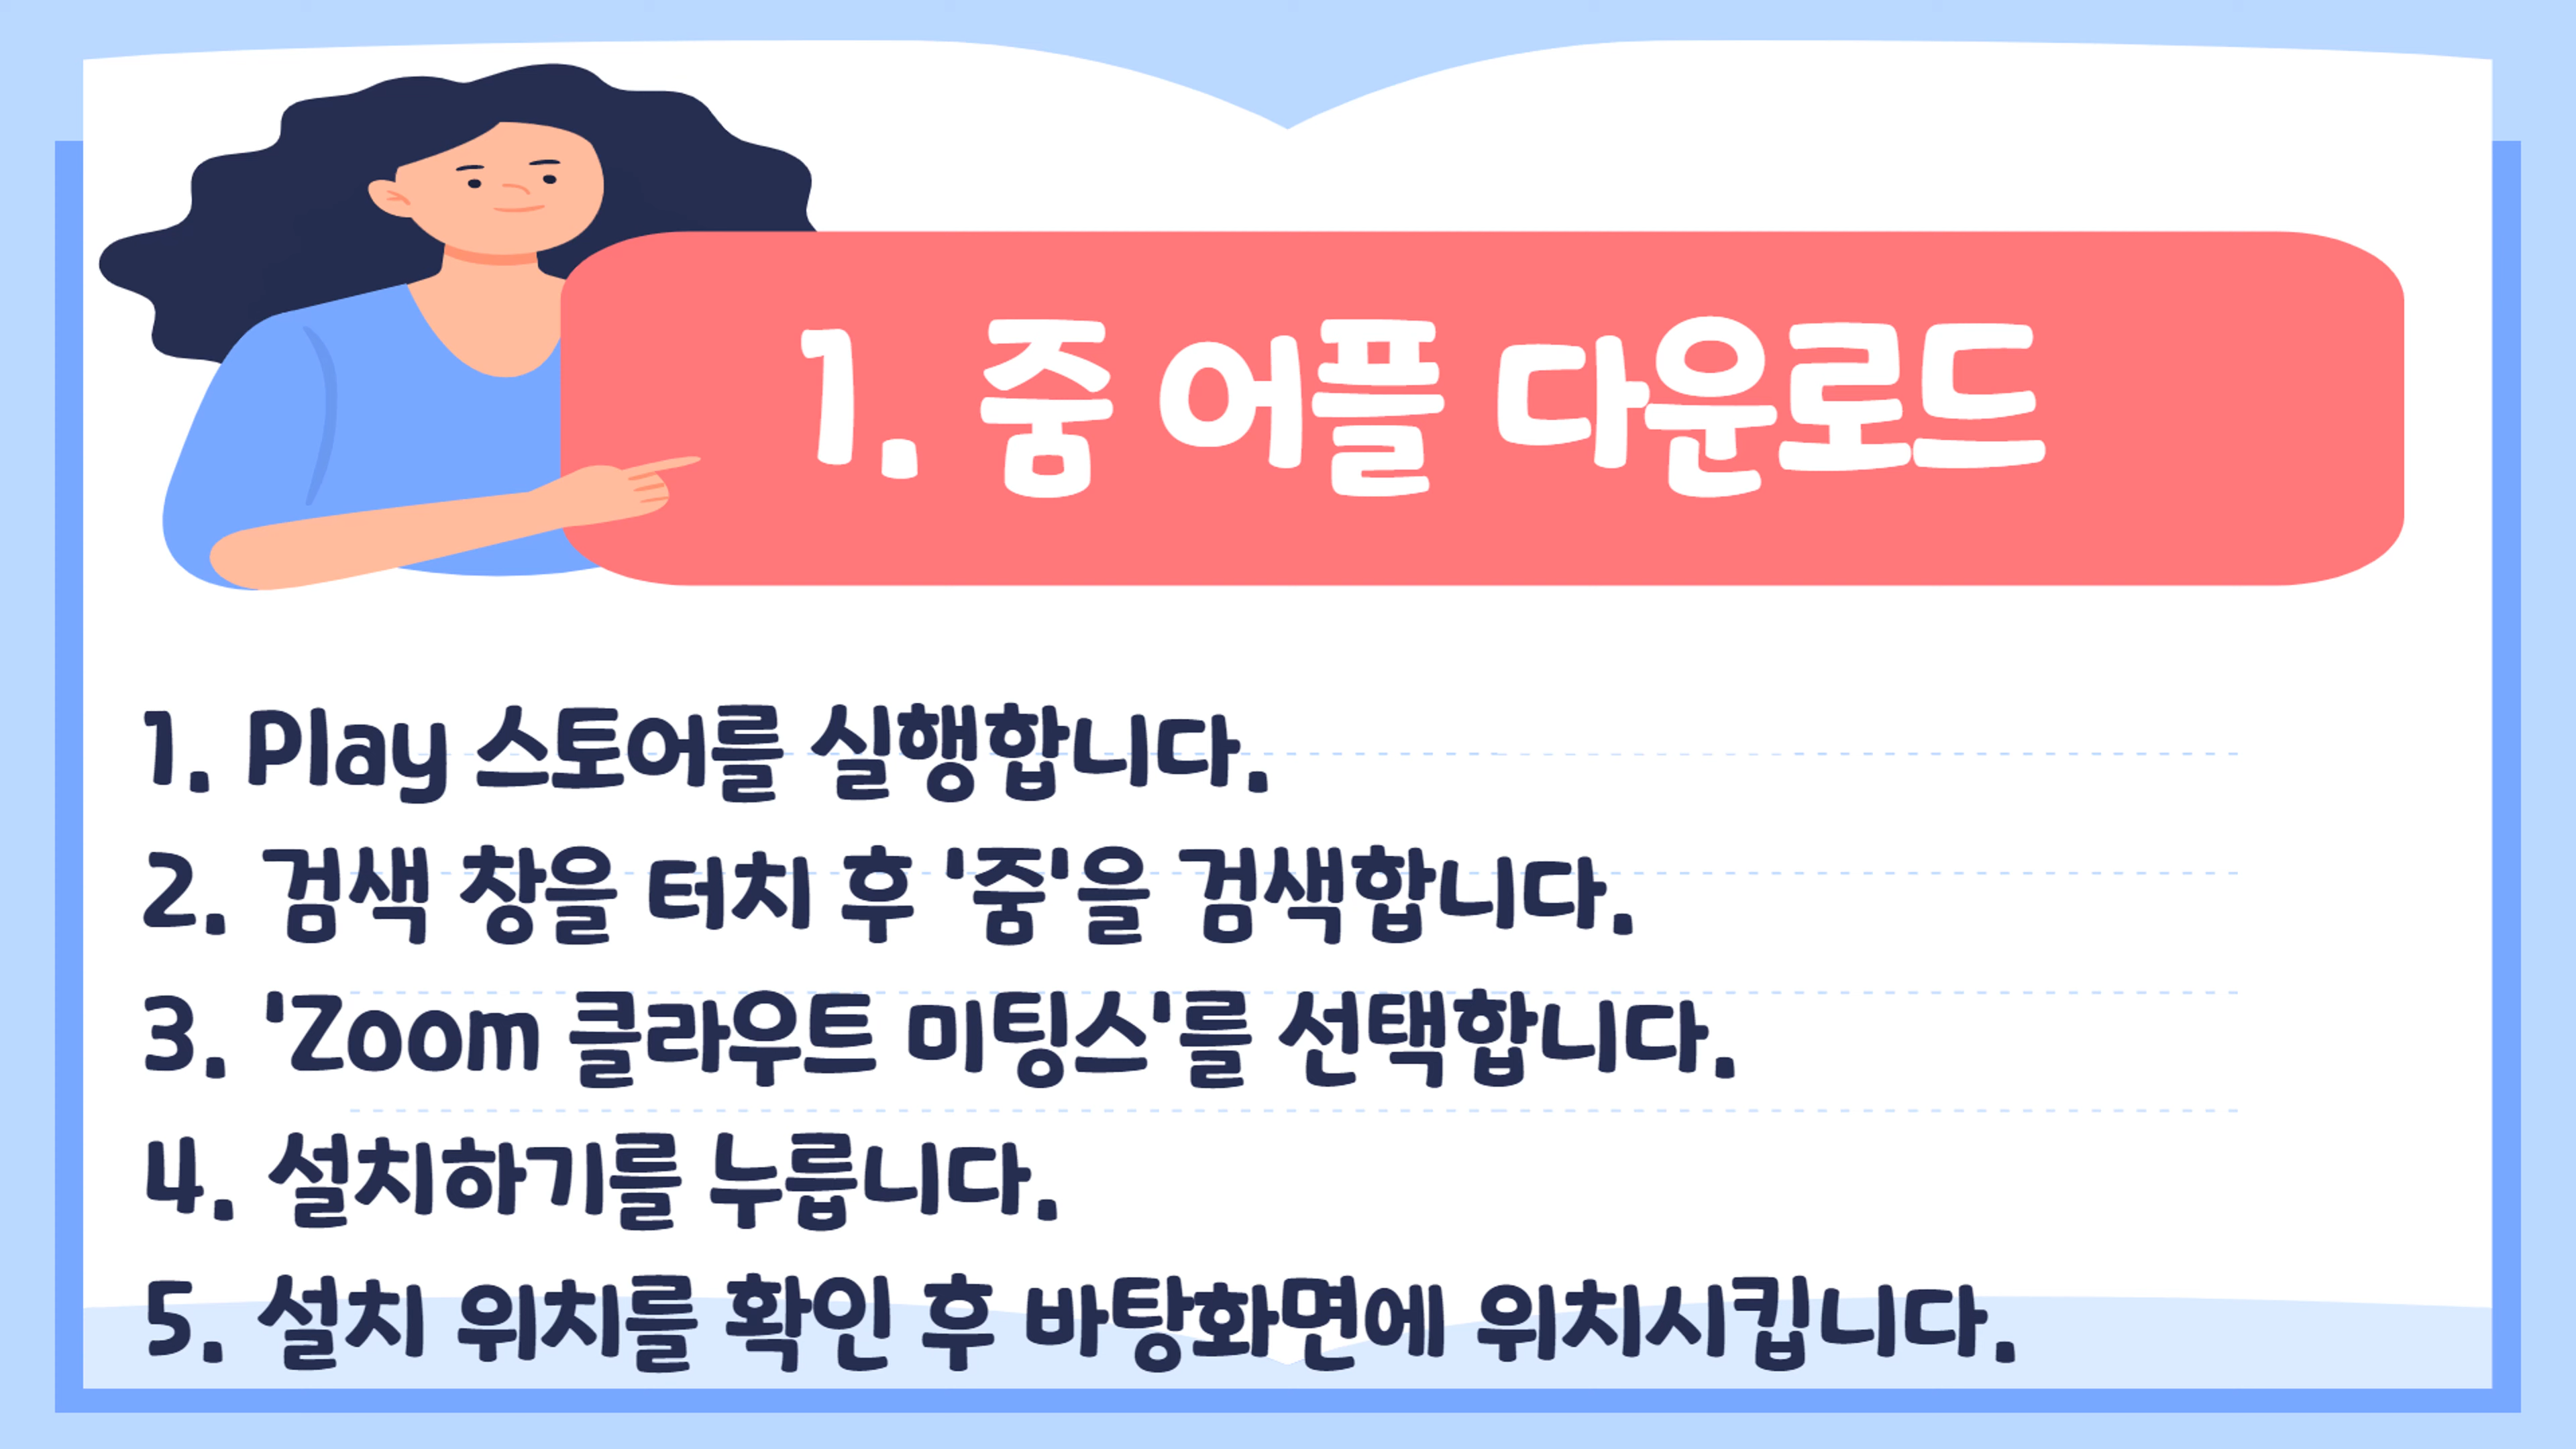 1. 줌 어플 다운로드
1. Play 스토어를 실행합니다.
2. 검색 창을 터치 후 '줌'을 검색합니다.
3. 'Zoom 클라우트 미팅스'를 선택합니다.
4. 설치하기를 누릅니다.
5. 설치 위치를 확인 후 바탕화면에 위치시킵니다.